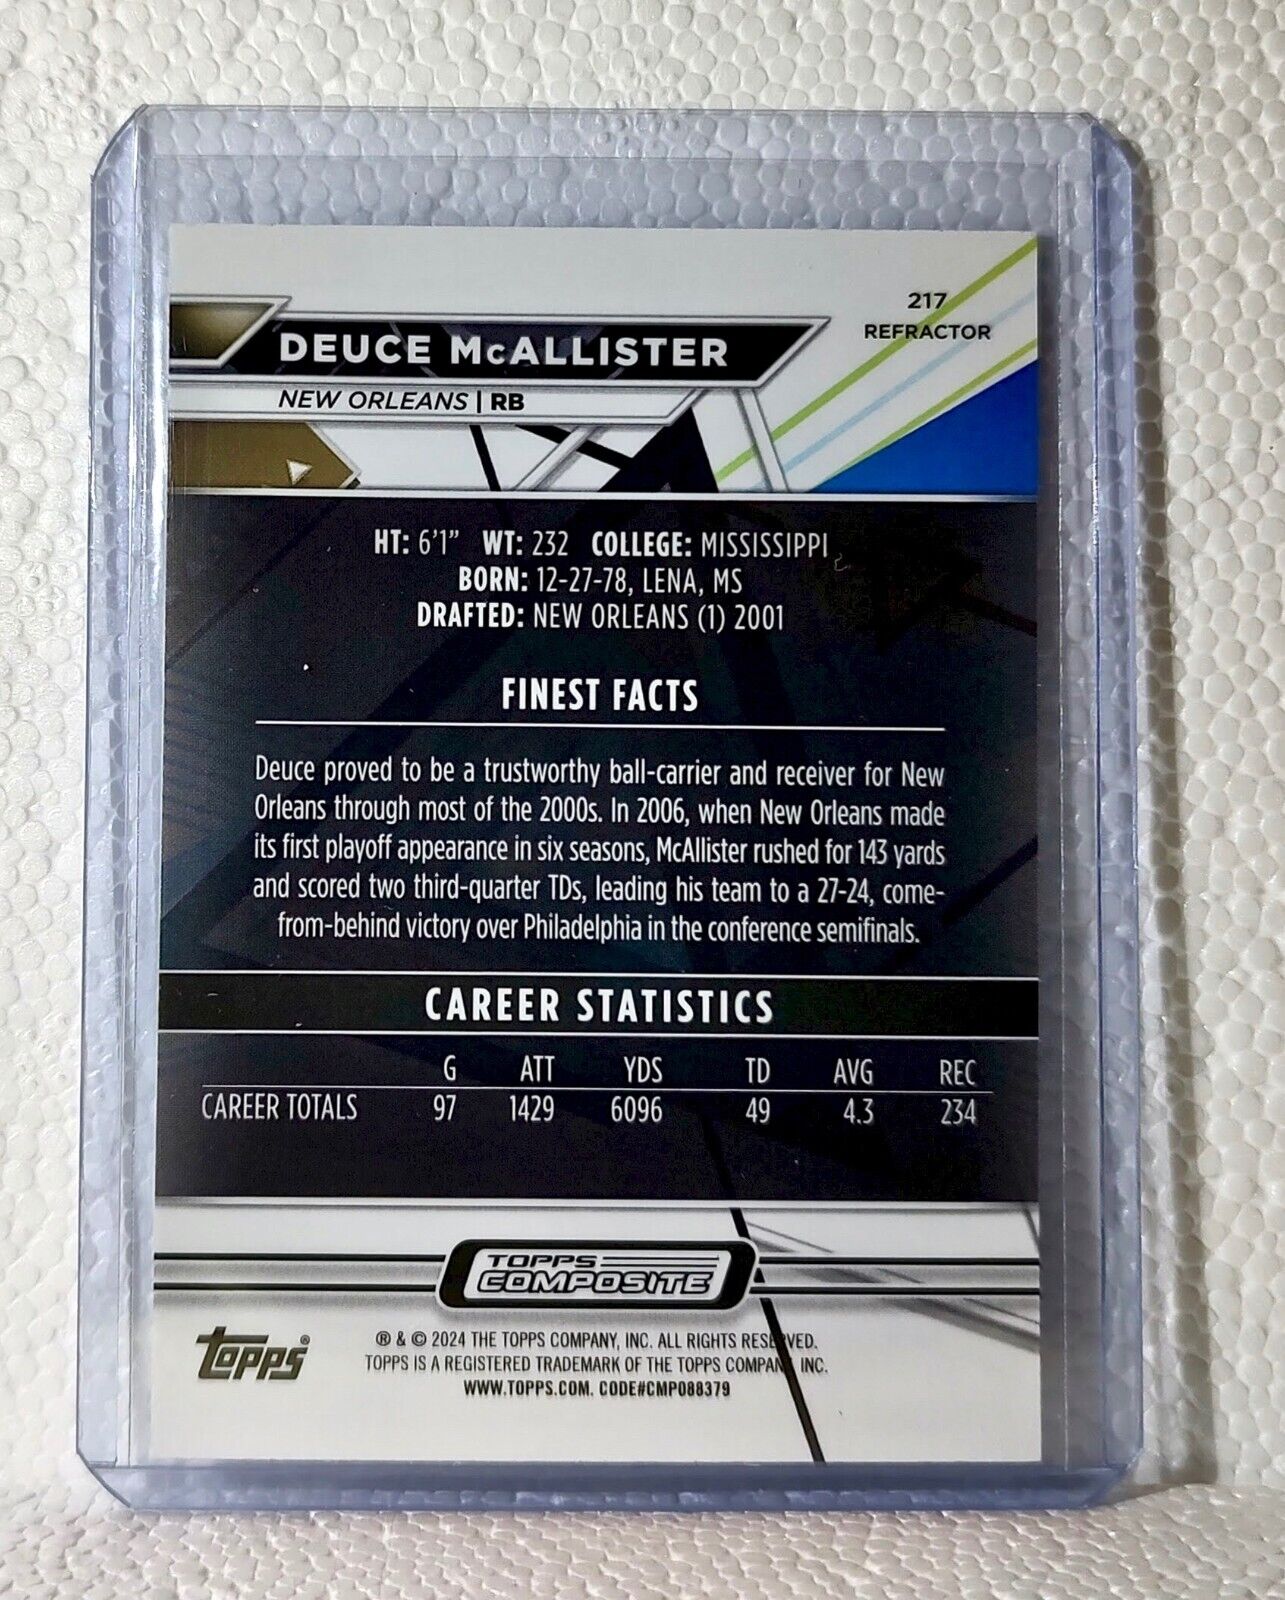 217
REFRACTOR
DEUCE McALLISTER
NEW ORLEANS | RB
HT: 6'1" WT: 232 COLLEGE: MISSISSIPPI
BORN: 12-27-78, LENA, MS
DRAFTED: NEW ORLEANS (1) 2001
FINEST FACTS
Deuce proved to be a trustworthy ball-carrier and receiver for New
Orleans through most of the 2000s. In 2006, when New Orleans made
its first playoff appearance in six seasons, McAllister rushed for 143 yards
and scored two third-quarter TDs, leading his team to a 27-24, come-
from-behind victory over Philadelphia in the conference semifinals.
CAREER STATISTICS
G ATT YDS TD AVG REC
CAREER TOTALS 97 1429 6096 49 4.3 234
TOPPS
COMPOSITE
topps®
® & © 2024 THE TOPPS COMPANY, INC. ALL RIGHTS RESERVED.
TOPPS IS A REGISTERED TRADEMARK OF THE TOPPS COMPANY, INC.
WWW.TOPPS.COM. CODE#CMP088379